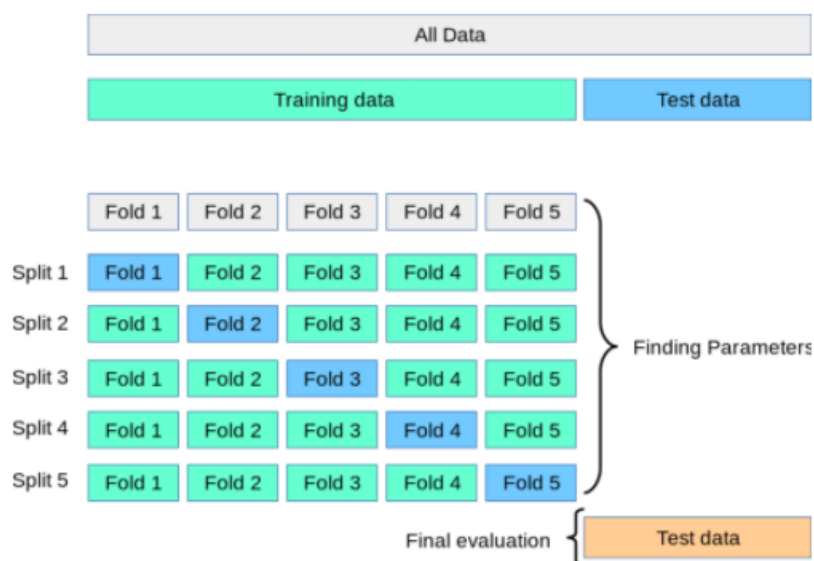 All Data
Training data Test data
Fold 1 Fold 2 Fold 3 Fold 4 Fold 5
Split 1 Fold 1 Fold 2 Fold 3 Fold 4 Fold 5
Split 2 Fold 1 Fold 2 Fold 3 Fold 4 Fold 5
Finding Parameters
Split 3 Fold 1 Fold 2 Fold 3 Fold 4 Fold 5
Split 4 Fold 1 Fold 2 Fold 3 Fold 4 Fold 5
Split 5 Fold 1 Fold 2 Fold 3 Fold 4 Fold 5
Final evaluation Test data